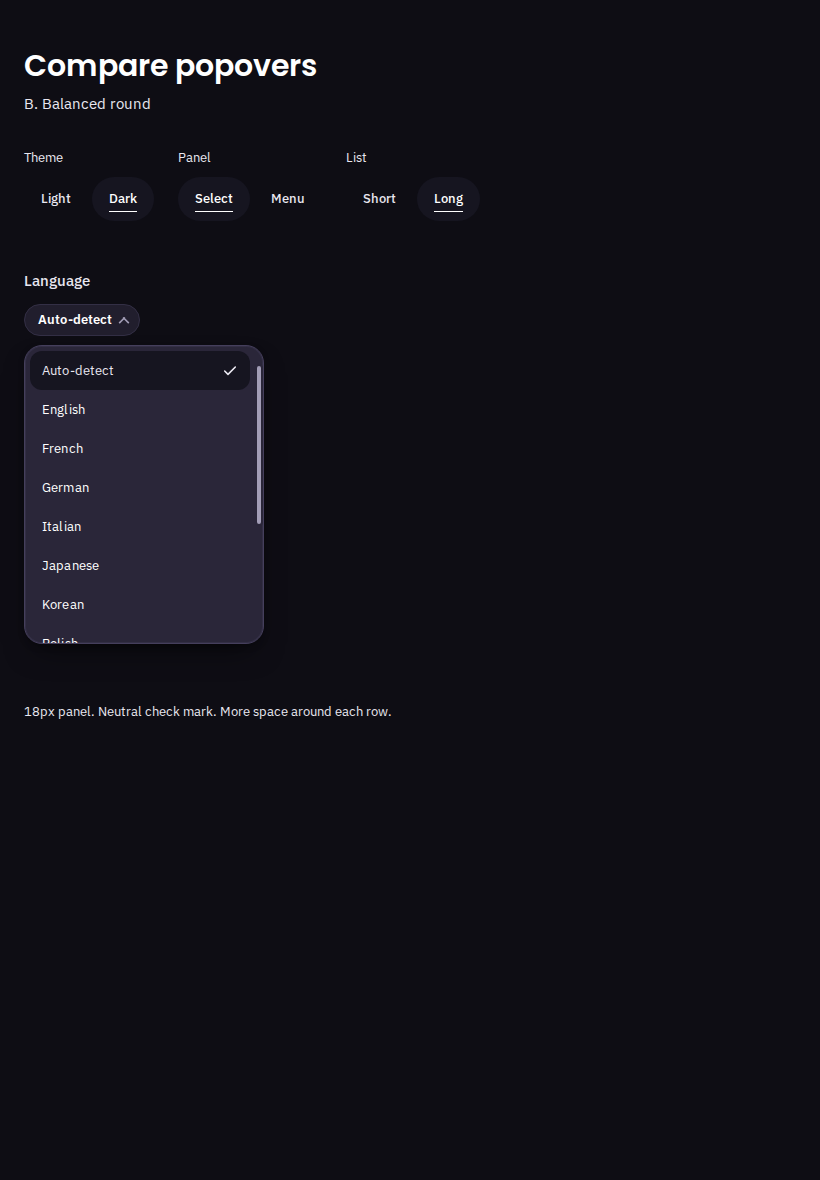 Compare popovers
B. Balanced round
Theme Panel List
Light Dark Select Menu Short Long
Language
Auto-detect
Auto-detect
English
French
German
Italian
Japanese
Korean
Polish
18px panel. Neutral check mark. More space around each row.